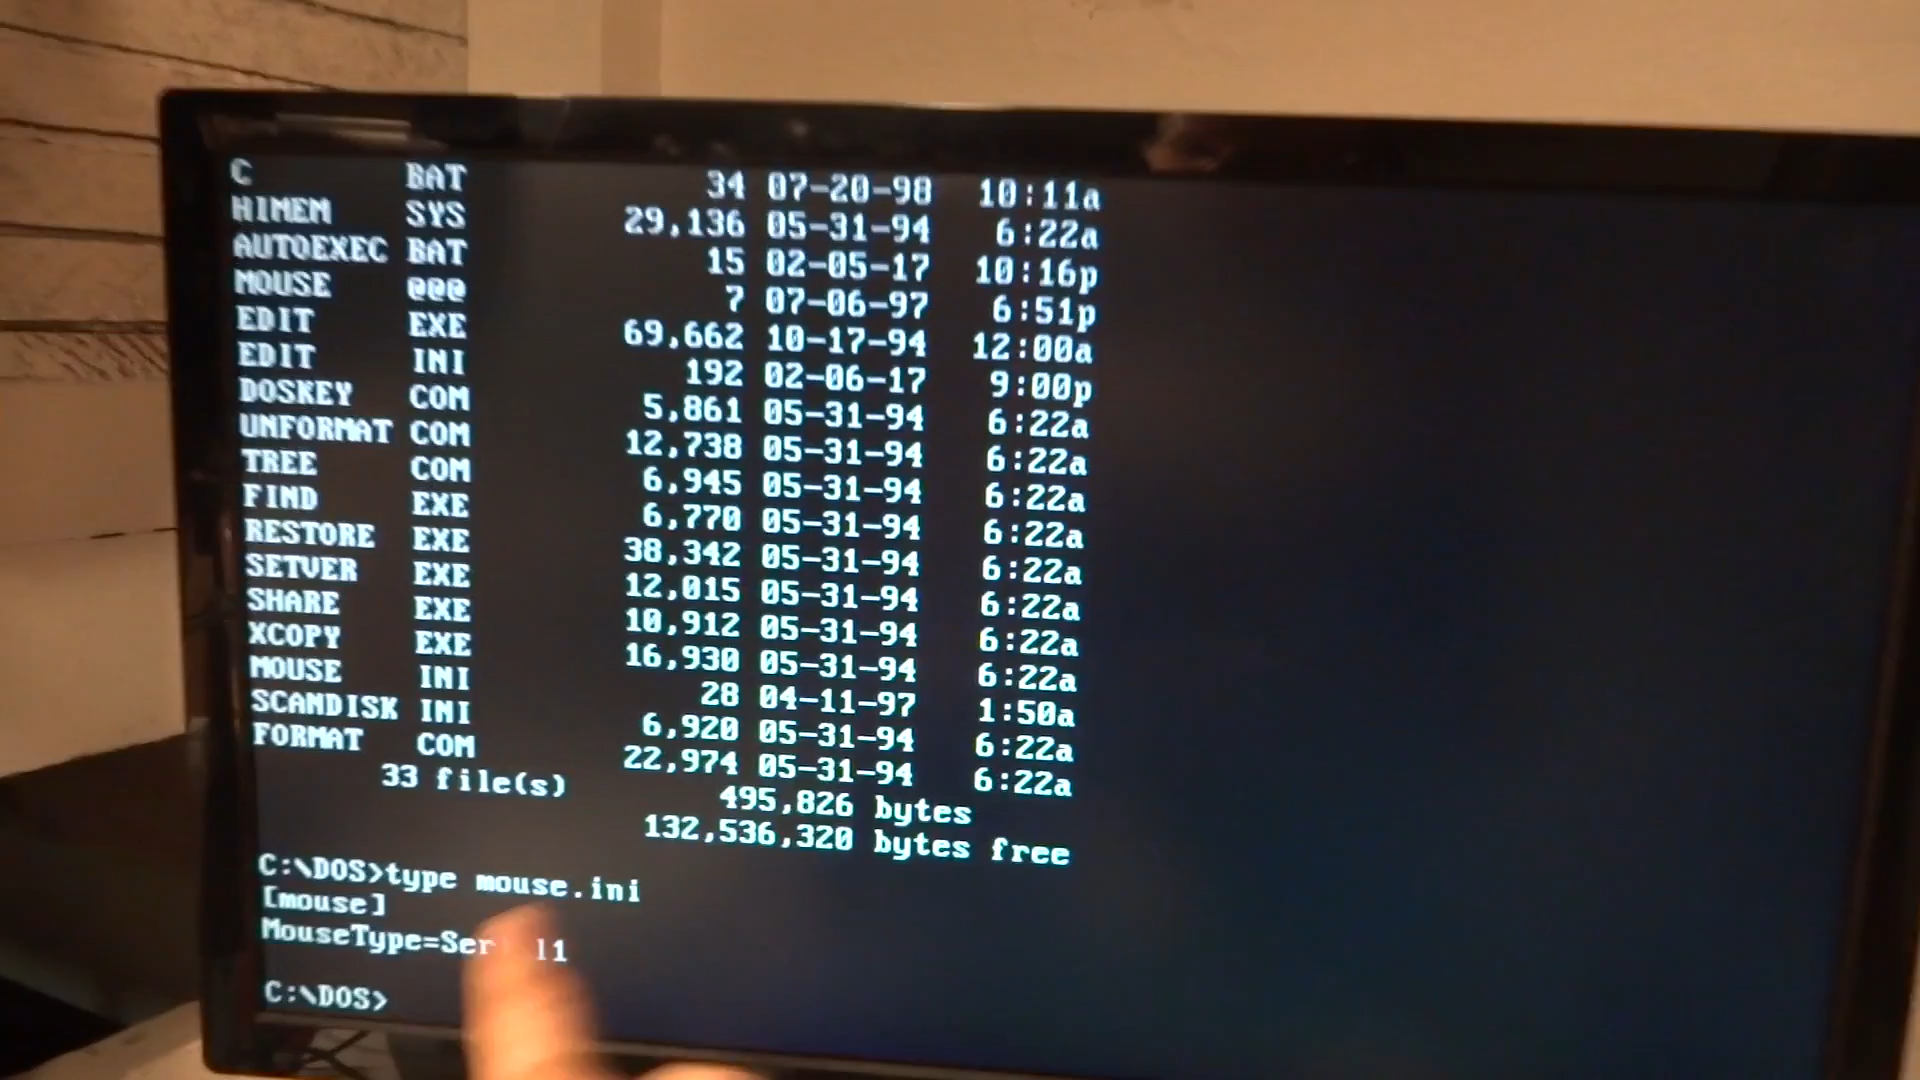 C BAT 34 07-20-98 10:11a
HIMEM SYS 29,136 05-31-94 6:22a
AUTOEXEC BAT 15 02-05-17 10:16p
MOUSE @@@ 7 07-06-97 6:51p
EDIT EXE 69,662 10-17-94 12:00a
EDIT INI 192 02-06-17 9:00p
DOSKEY COM 5,861 05-31-94 6:22a
UNFORMAT COM 12,738 05-31-94 6:22a
TREE COM 6,945 05-31-94 6:22a
FIND EXE 6,770 05-31-94 6:22a
RESTORE EXE 38,342 05-31-94 6:22a
SETVER EXE 12,015 05-31-94 6:22a
SHARE EXE 10,912 05-31-94 6:22a
XCOPY EXE 16,930 05-31-94 6:22a
MOUSE INI 28 04-11-97 1:50a
SCANDISK INI 6,920 05-31-94 6:22a
FORMAT COM 22,974 05-31-94 6:22a
33 file(s) 495,826 bytes
132,536,320 bytes free
C:\DOS>type mouse.ini
[mouse]
MouseType=Ser l1
C:\DOS>